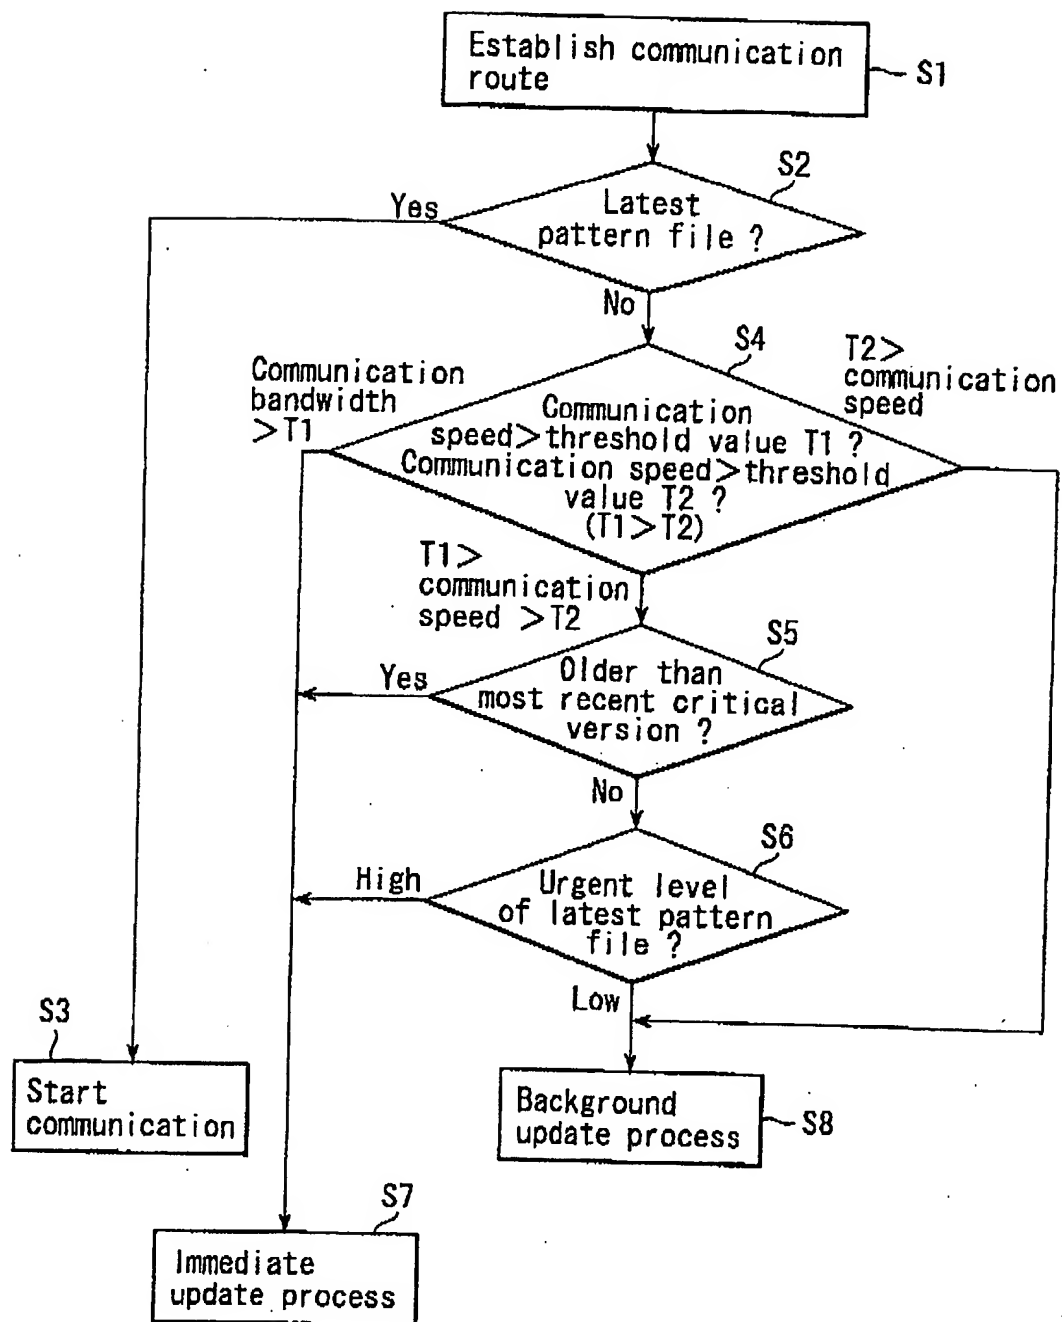 Establish communication
route
S1
S2
Latest
pattern file ?
Yes
No
S4
Communication
bandwidth
>T1
T2>
communication
speed
Communication
speed>threshold value T1 ?
Communication speed>threshold
value T2 ?
(T1>T2)
T1>
communication
speed >T2
S5
Older than
most recent critical
version ?
Yes
No
S6
Urgent level
of latest pattern
file ?
High
Low
S3
Start
communication
Background
update process
S8
S7
Immediate
update process